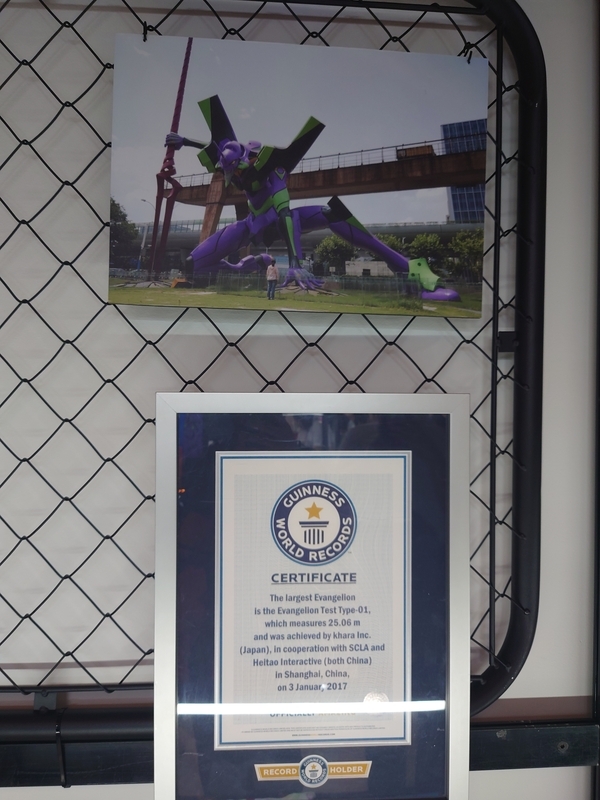 GUINNESS
WORLD RECORDS
CERTIFICATE
The largest Evangelion
is the Evangelion Test Type-01,
which measures 25.06 m
and was achieved by khara Inc.
(Japan), in cooperation with SCLA and
Heitao Interactive (both China)
in Shanghai, China,
on 3 January 2017
OFFICIALLY
RECORD HOLDER